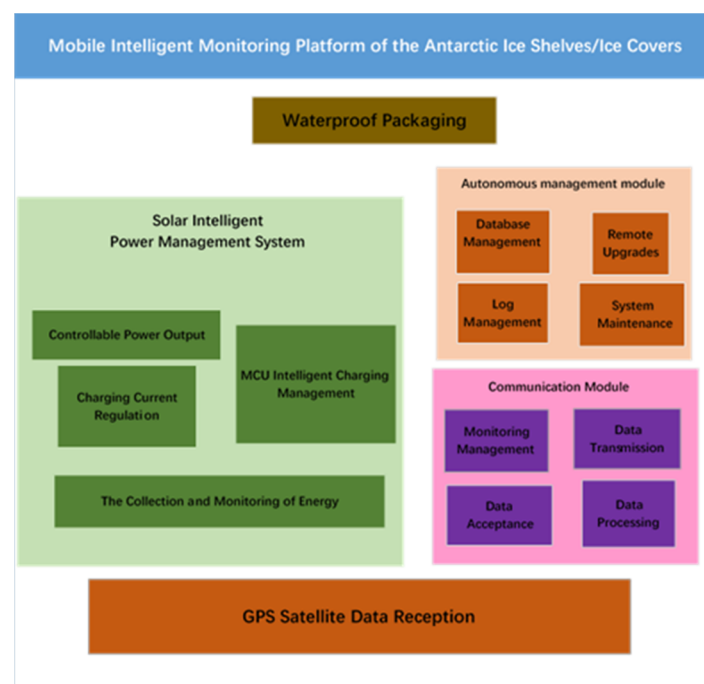 Mobile Intelligent Monitoring Platform of the Antarctic Ice Shelves/Ice Covers
Waterproof Packaging
Solar Intelligent
Power Management System
Controllable Power Output
Charging Current
Regulation
MCU Intelligent Charging
Management
The Collection and Monitoring of Energy
Autonomous management module
Database
Management
Remote
Upgrades
Log
Management
System
Maintenance
Communication Module
Monitoring
Management
Data
Transmission
Data
Acceptance
Data
Processing
GPS Satellite Data Reception